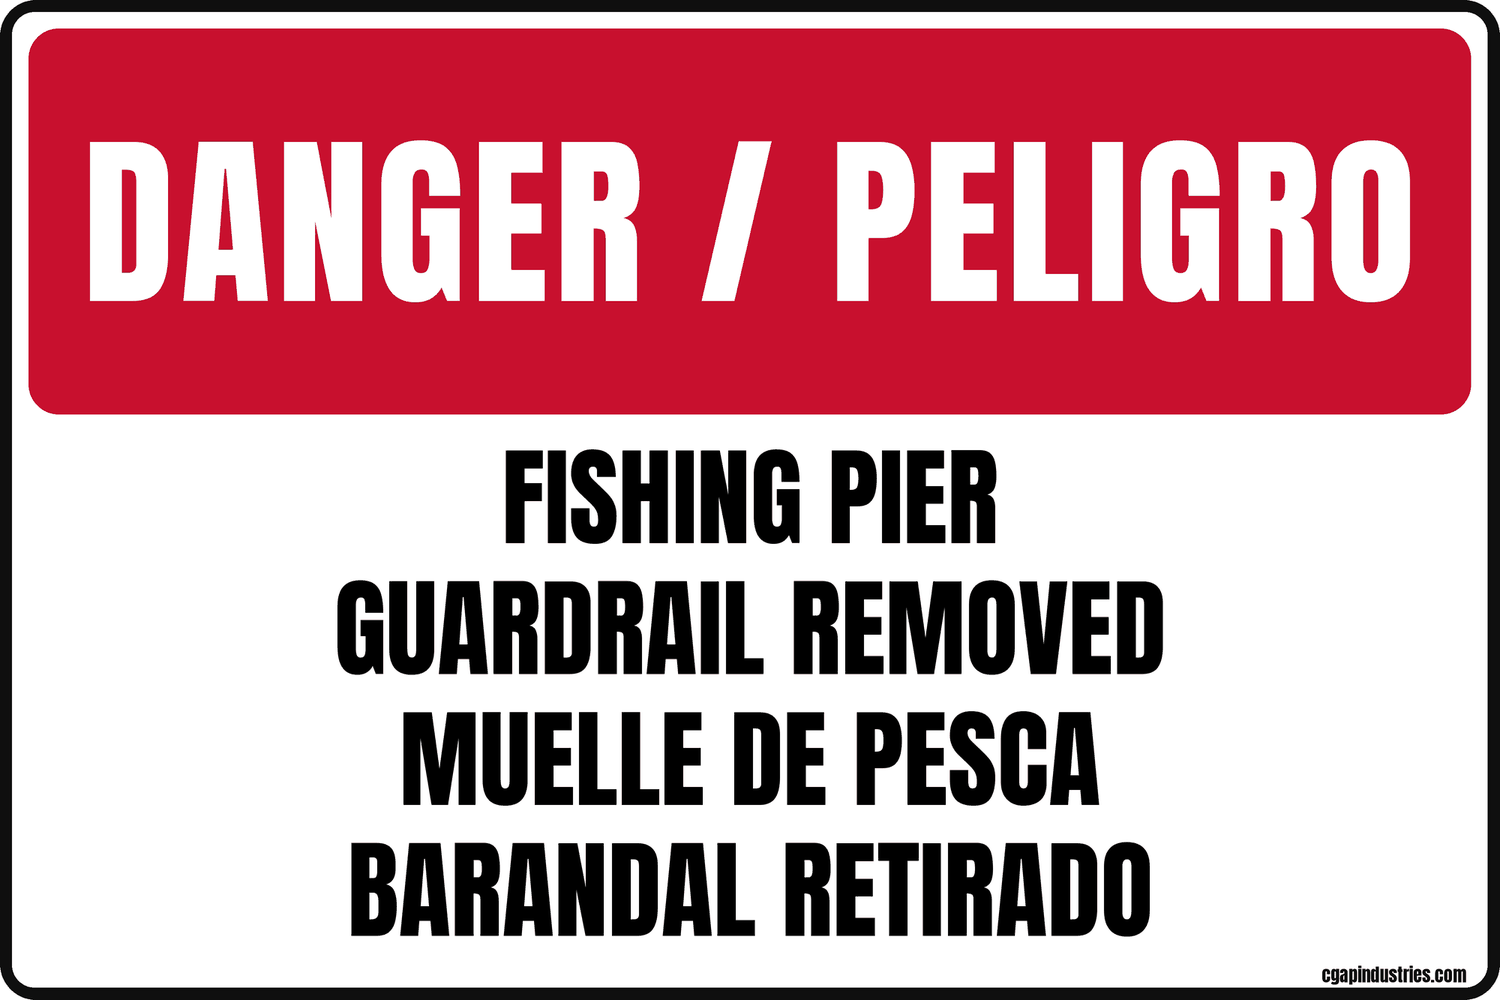 DANGER / PELIGRO
FISHING PIER
GUARDRAIL REMOVED
MUELLE DE PESCA
BARANDAL RETIRADO
cgapindustries.com